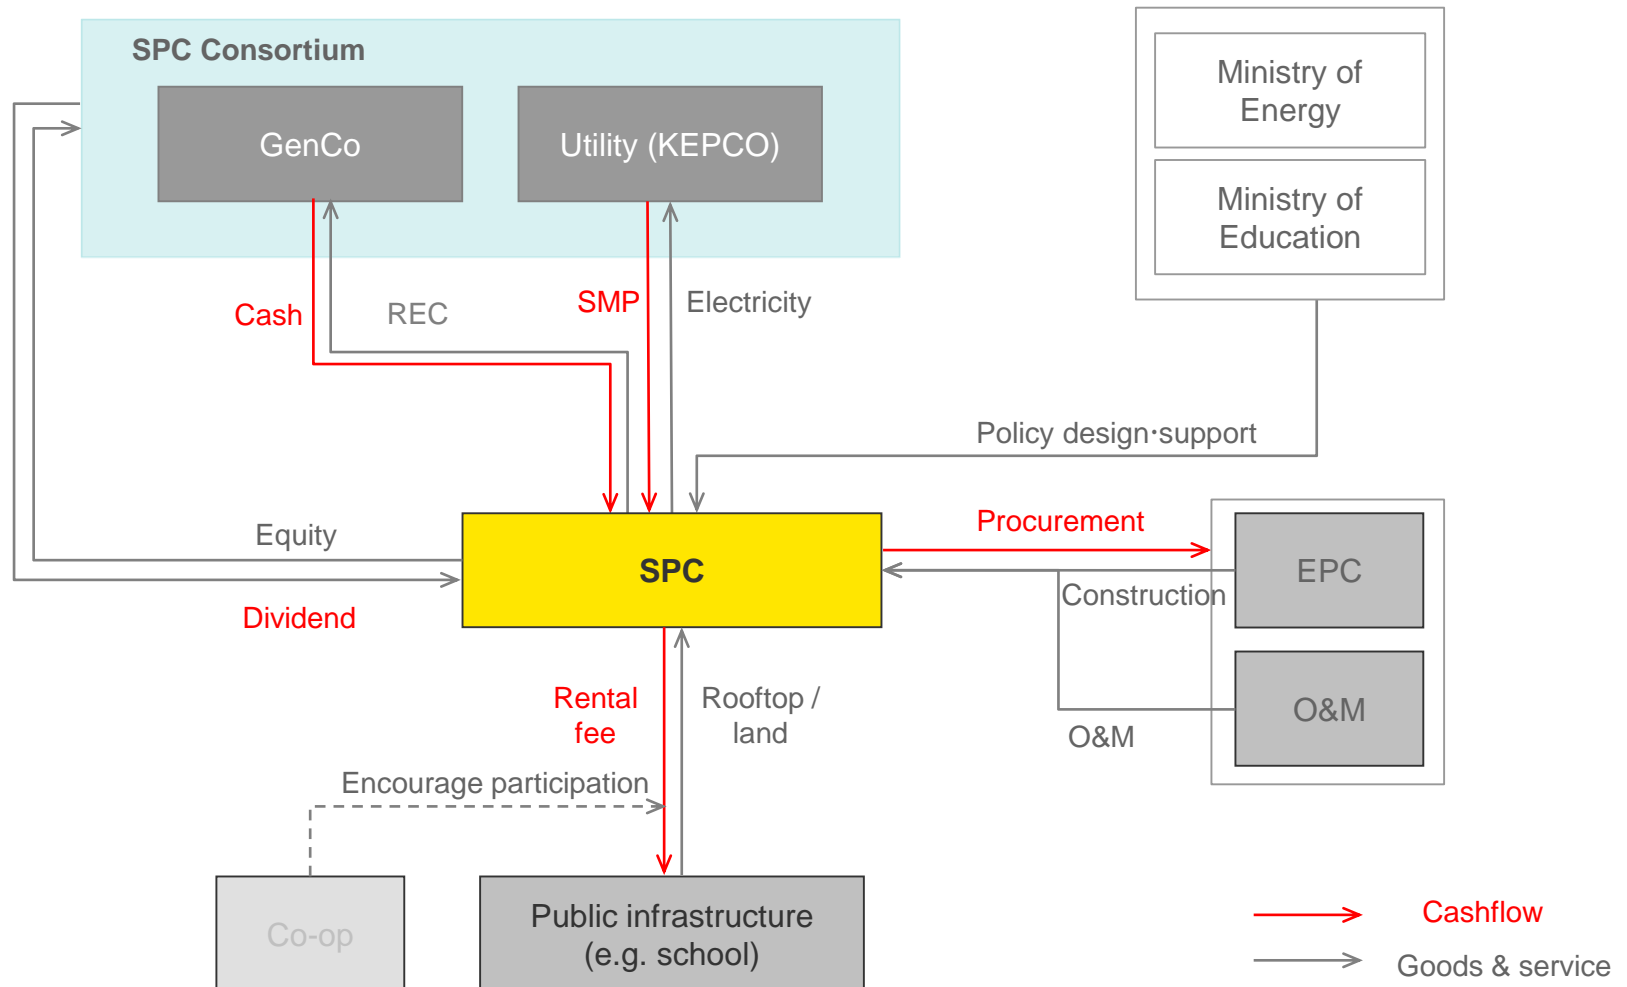 SPC Consortium
GenCo
Utility (KEPCO)
Ministry of
Energy
Ministry of
Education
Cash
REC
SMP
Electricity
Policy design·support
Equity
Dividend
SPC
Procurement
Construction
EPC
O&M
O&M
Rental
fee
Rooftop /
land
Encourage participation
Co-op
Public infrastructure
(e.g. school)
Cashflow
Goods & service